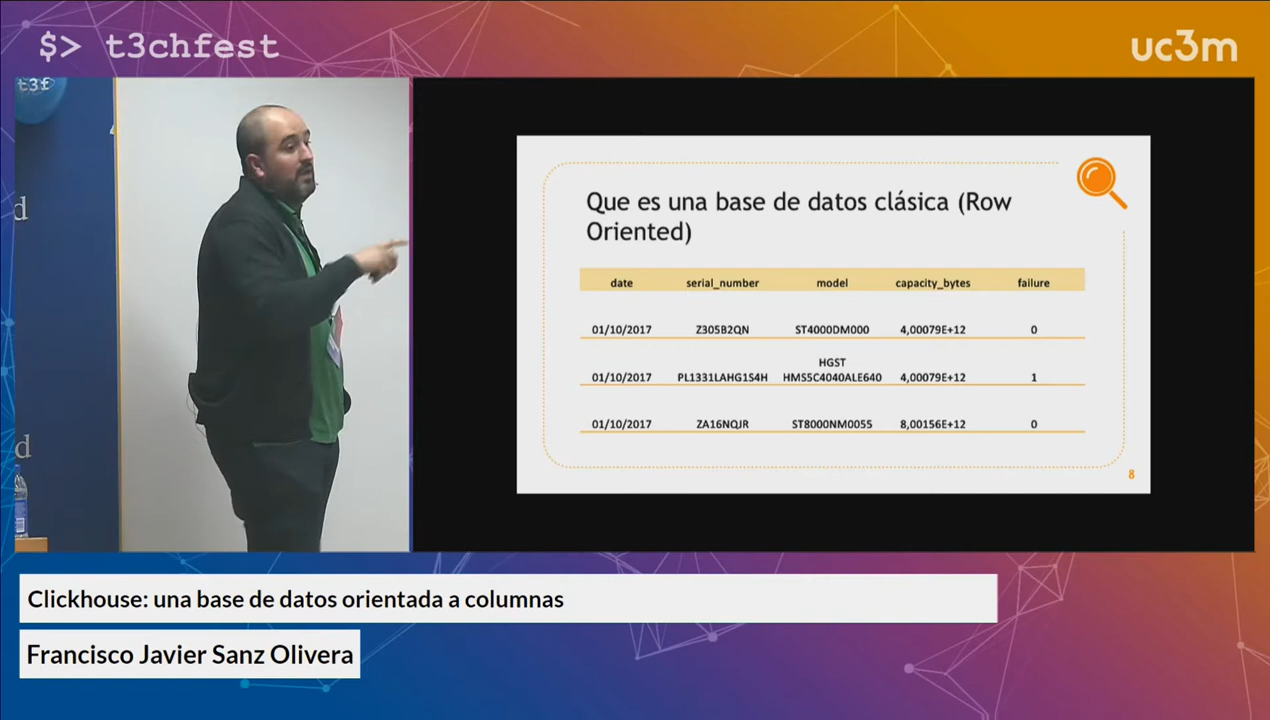 $> t3chfest
uc3m
t3f
d
d
Que es una base de datos clásica (Row
Oriented)
date serial_number model capacity_bytes failure
01/10/2017 Z305B2QN ST4000DM000 4,00079E+12 0
HGST
01/10/2017 PL1331LAHG1S4H HMS5C4040ALE640 4,00079E+12 1
01/10/2017 ZA16NQJR ST8000NM0055 8,00156E+12 0
8
Clickhouse: una base de datos orientada a columnas
Francisco Javier Sanz Olivera